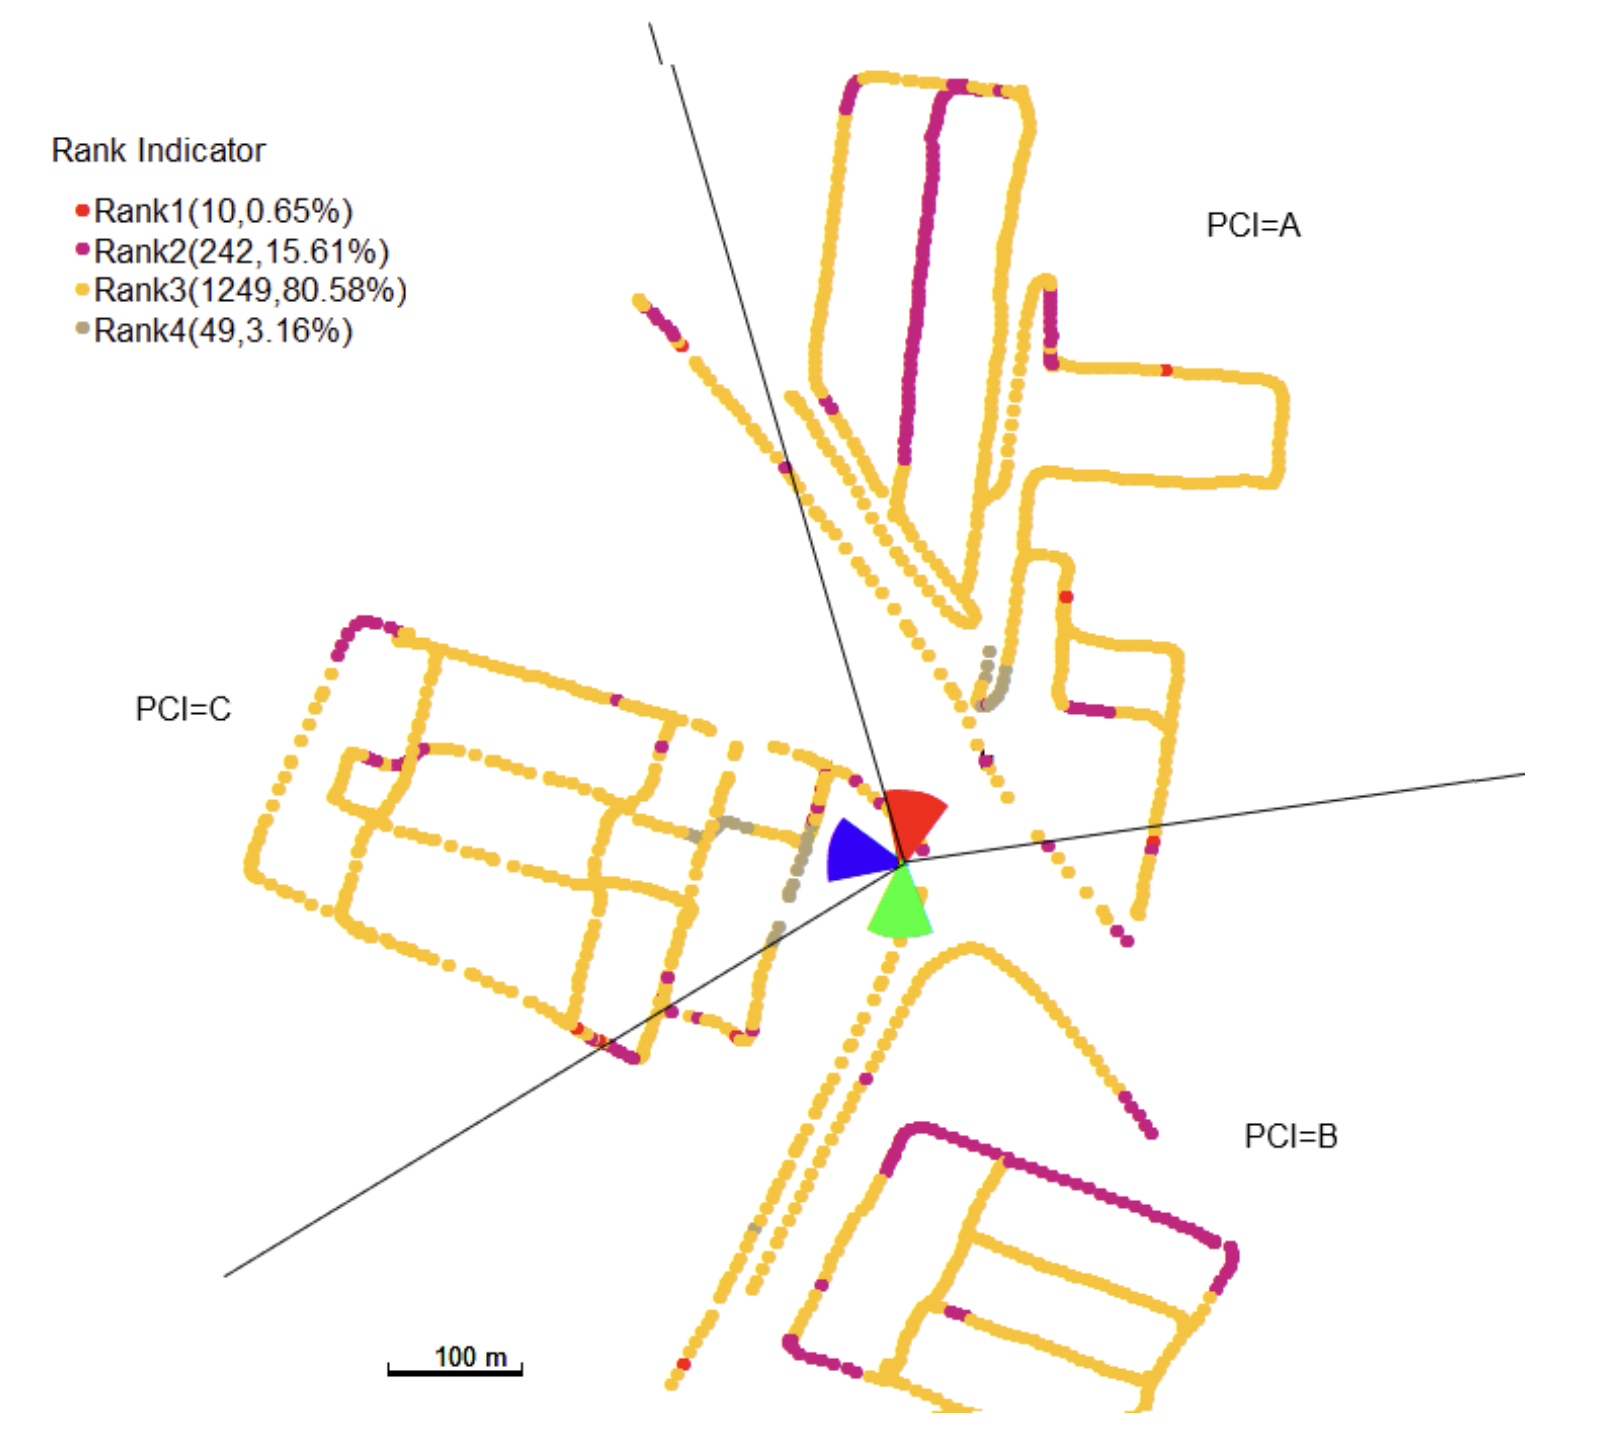 Rank Indicator
Rank1(10,0.65%)
Rank2(242,15.61%)
Rank3(1249,80.58%)
Rank4(49,3.16%)
PCI=A
PCI=C
PCI=B
100 m